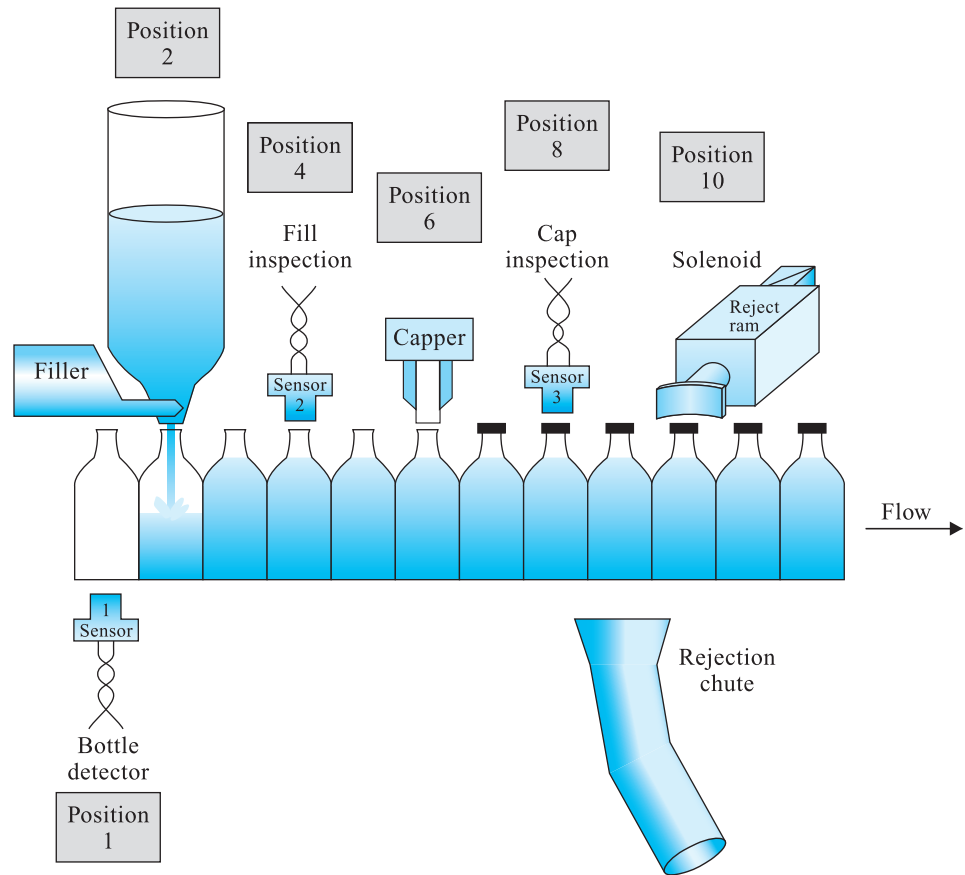 Position
2
Position
4
Position
6
Position
8
Position
10
Fill
inspection
Cap
inspection
Solenoid
Reject
ram
Filler
Capper
Sensor
2
Sensor
3
Flow
1
Sensor
Bottle
detector
Position
1
Rejection
chute